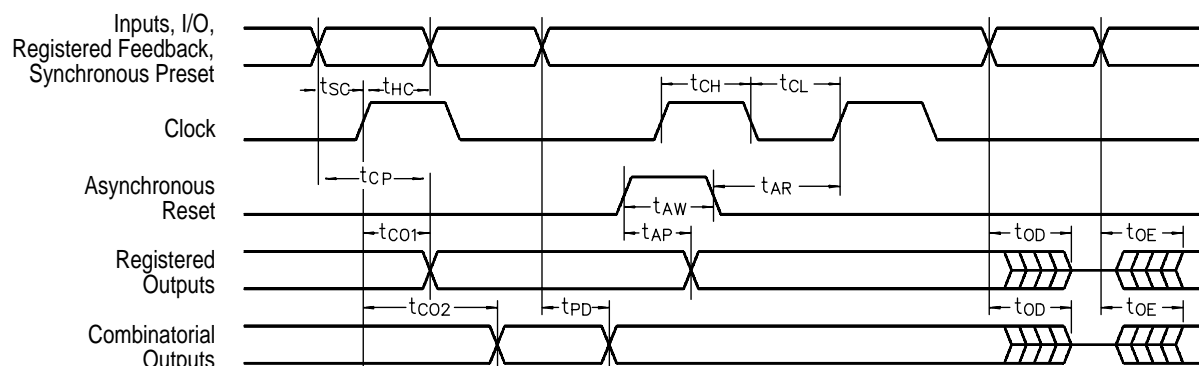 Inputs, I/O,
Registered Feedback,
Synchronous Preset
tSC
tHC
tCH
tCL
Clock
tCP
Asynchronous
Reset
tAR
tAW
tCO1
tAP
tOD
tOE
Registered
Outputs
tCO2
tPD
tOD
tOE
Combinatorial
Outputs